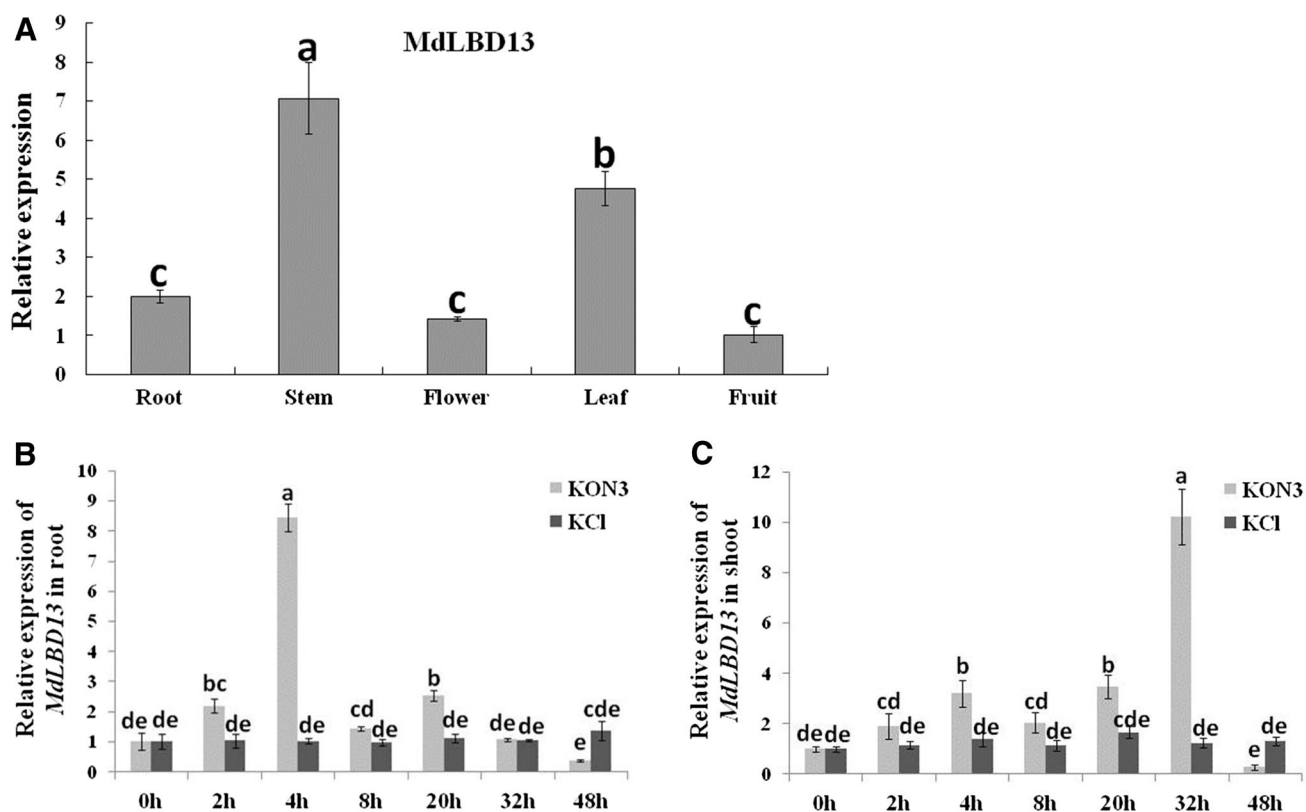 A
MdLBD13
Relative expression
9
8
7
6
5
4
3
2
1
0
c
a
c
b
c
Root Stem Flower Leaf Fruit
B
Relative expression of
MdLBD13 in root
10
9
8
7
6
5
4
3
2
1
0
KON3
KCl
de de bc de a de cd de b de de de e cde
0h 2h 4h 8h 20h 32h 48h
C
Relative expression of
MdLBD13 in shoot
12
10
8
6
4
2
0
KON3
KCl
de de cd de b de cd de b cde a de e de
0h 2h 4h 8h 20h 32h 48h